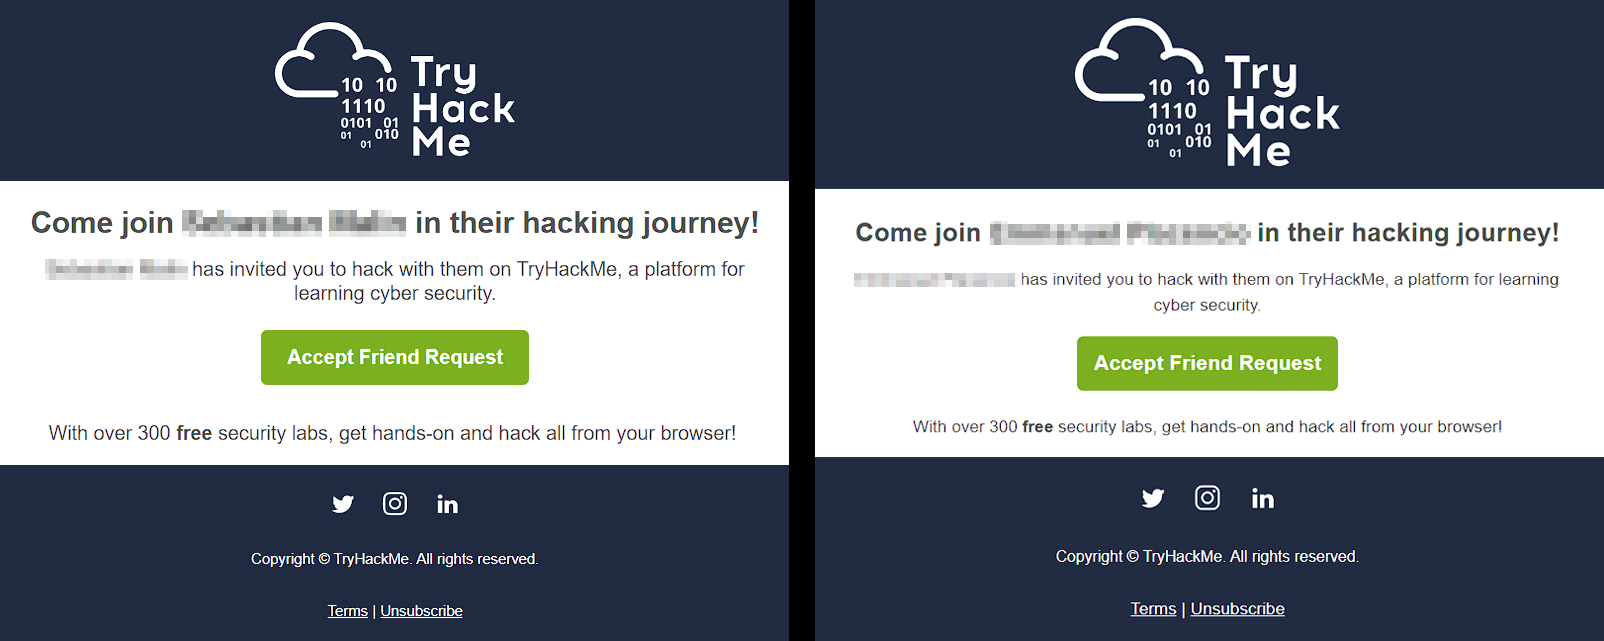 10 10
1110
0101 01
01 010
01
Try
Hack
Me
Come join in their hacking journey!
has invited you to hack with them on TryHackMe, a platform for
learning cyber security.
Accept Friend Request
With over 300 free security labs, get hands-on and hack all from your browser!
in
Copyright © TryHackMe. All rights reserved.
Terms | Unsubscribe
10 10
1110
0101 01
01 010
01
Try
Hack
Me
Come join in their hacking journey!
has invited you to hack with them on TryHackMe, a platform for learning
cyber security.
Accept Friend Request
With over 300 free security labs, get hands-on and hack all from your browser!
in
Copyright © TryHackMe. All rights reserved.
Terms | Unsubscribe